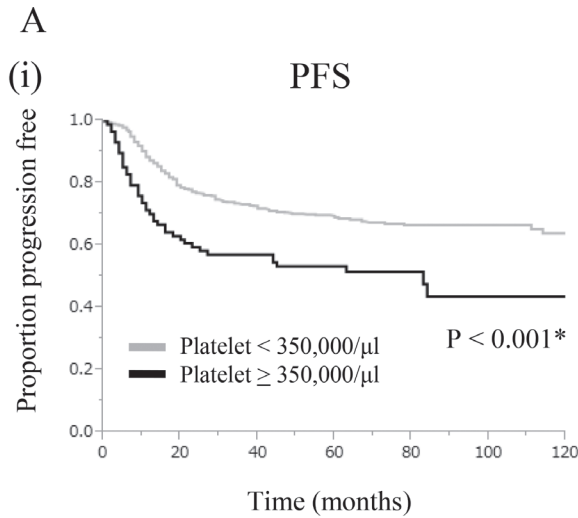 A
(i)
PFS
Proportion progression free
1.0
0.8
0.6
0.4
0.2
0.0
Platelet < 350,000/μl
Platelet ≥ 350,000/μl
P < 0.001*
0 20 40 60 80 100 120
Time (months)